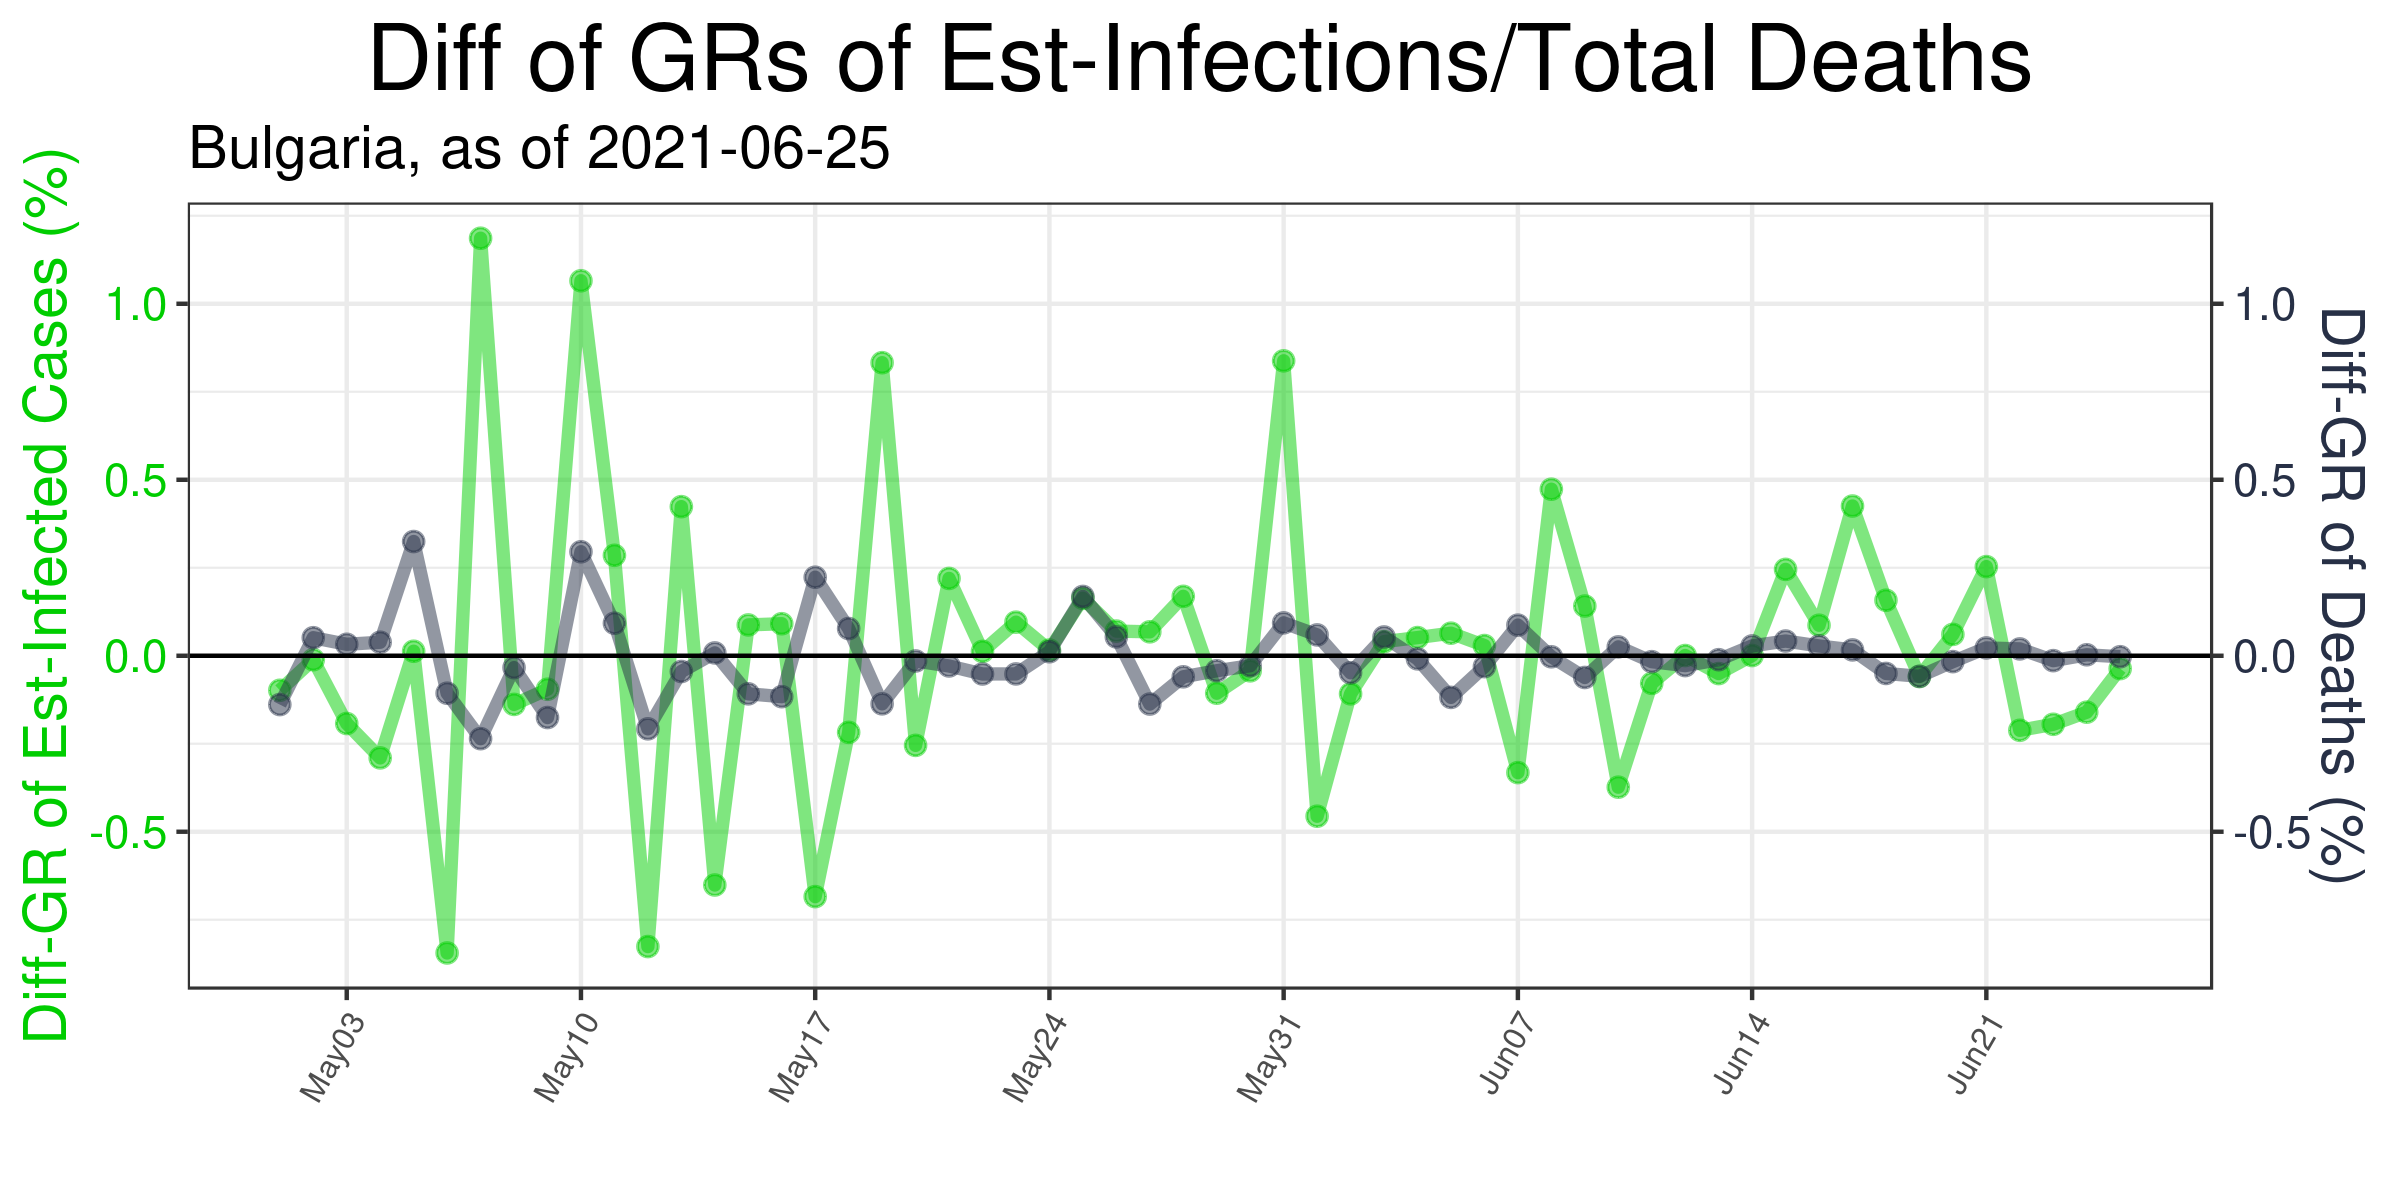 Diff of GRs of Est-Infections/Total Deaths
Bulgaria, as of 2021-06-25
Diff-GR of Est-Infected Cases (%)
1.0
0.5
0.0
-0.5
1.0
0.5
0.0
-0.5
Diff-GR of Deaths (%)
May03
May10
May17
May24
May31
Jun07
Jun14
Jun21